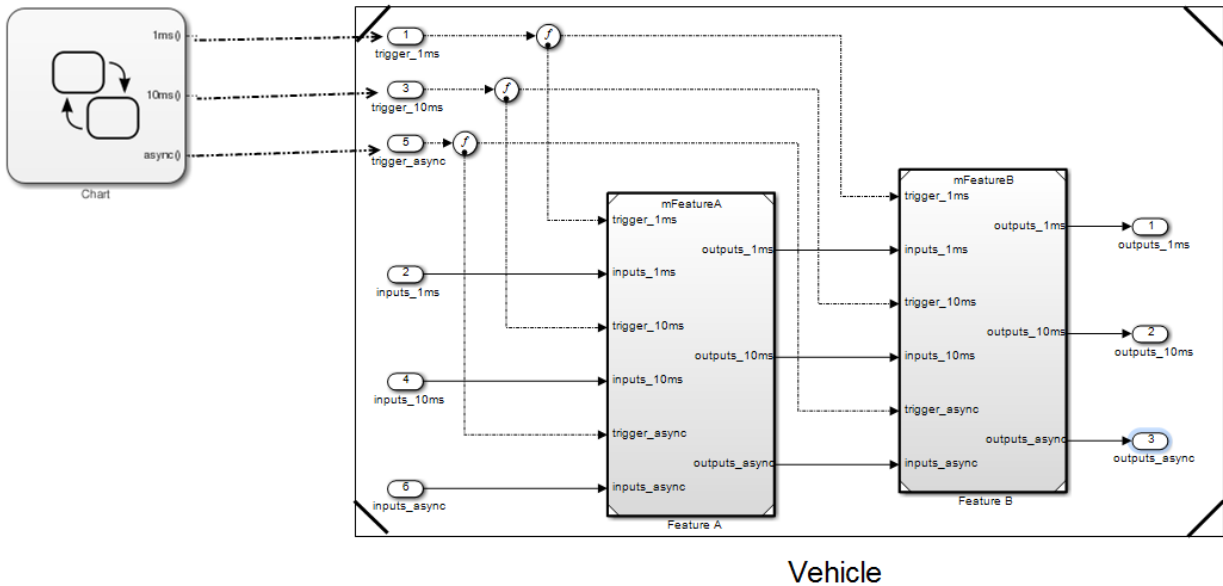 1ms()
10ms()
async()
Chart
1
trigger_1ms
f
3
trigger_10ms
f
5
trigger_async
f
2
inputs_1ms
4
inputs_10ms
6
inputs_async
mFeatureA
trigger_1ms
outputs_1ms
inputs_1ms
trigger_10ms
outputs_10ms
inputs_10ms
trigger_async
outputs_async
inputs_async
Feature A
mFeatureB
trigger_1ms
outputs_1ms
inputs_1ms
trigger_10ms
outputs_10ms
inputs_10ms
trigger_async
outputs_async
inputs_async
Feature B
1
outputs_1ms
2
outputs_10ms
3
outputs_async
Vehicle